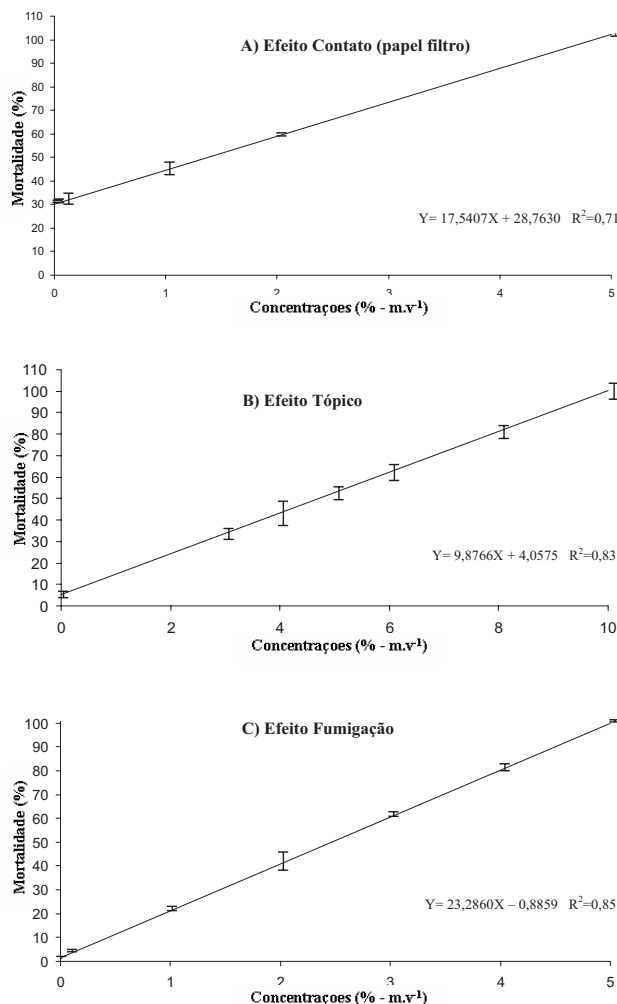 A) Efeito Contato (papel filtro)
Mortalidade (%)
110
100
90
80
70
60
50
40
30
20
10
0
Y= 17,5407X + 28,7630 R²=0,71
0 1 2 3 4 5
Concentraçoes (% - m.v⁻¹)
B) Efeito Tópico
Mortalidade (%)
110
100
90
80
70
60
50
40
30
20
10
0
Y= 9,8766X + 4,0575 R²=0,83
0 2 4 6 8 10
Concentraçoes (% - m.v⁻¹)
C) Efeito Fumigação
Mortalidade (%)
100
90
80
70
60
50
40
30
20
10
0
Y= 23,2860X – 0,8859 R²=0,85
0 1 2 3 4 5
Concentraçoes (% - m.v⁻¹)